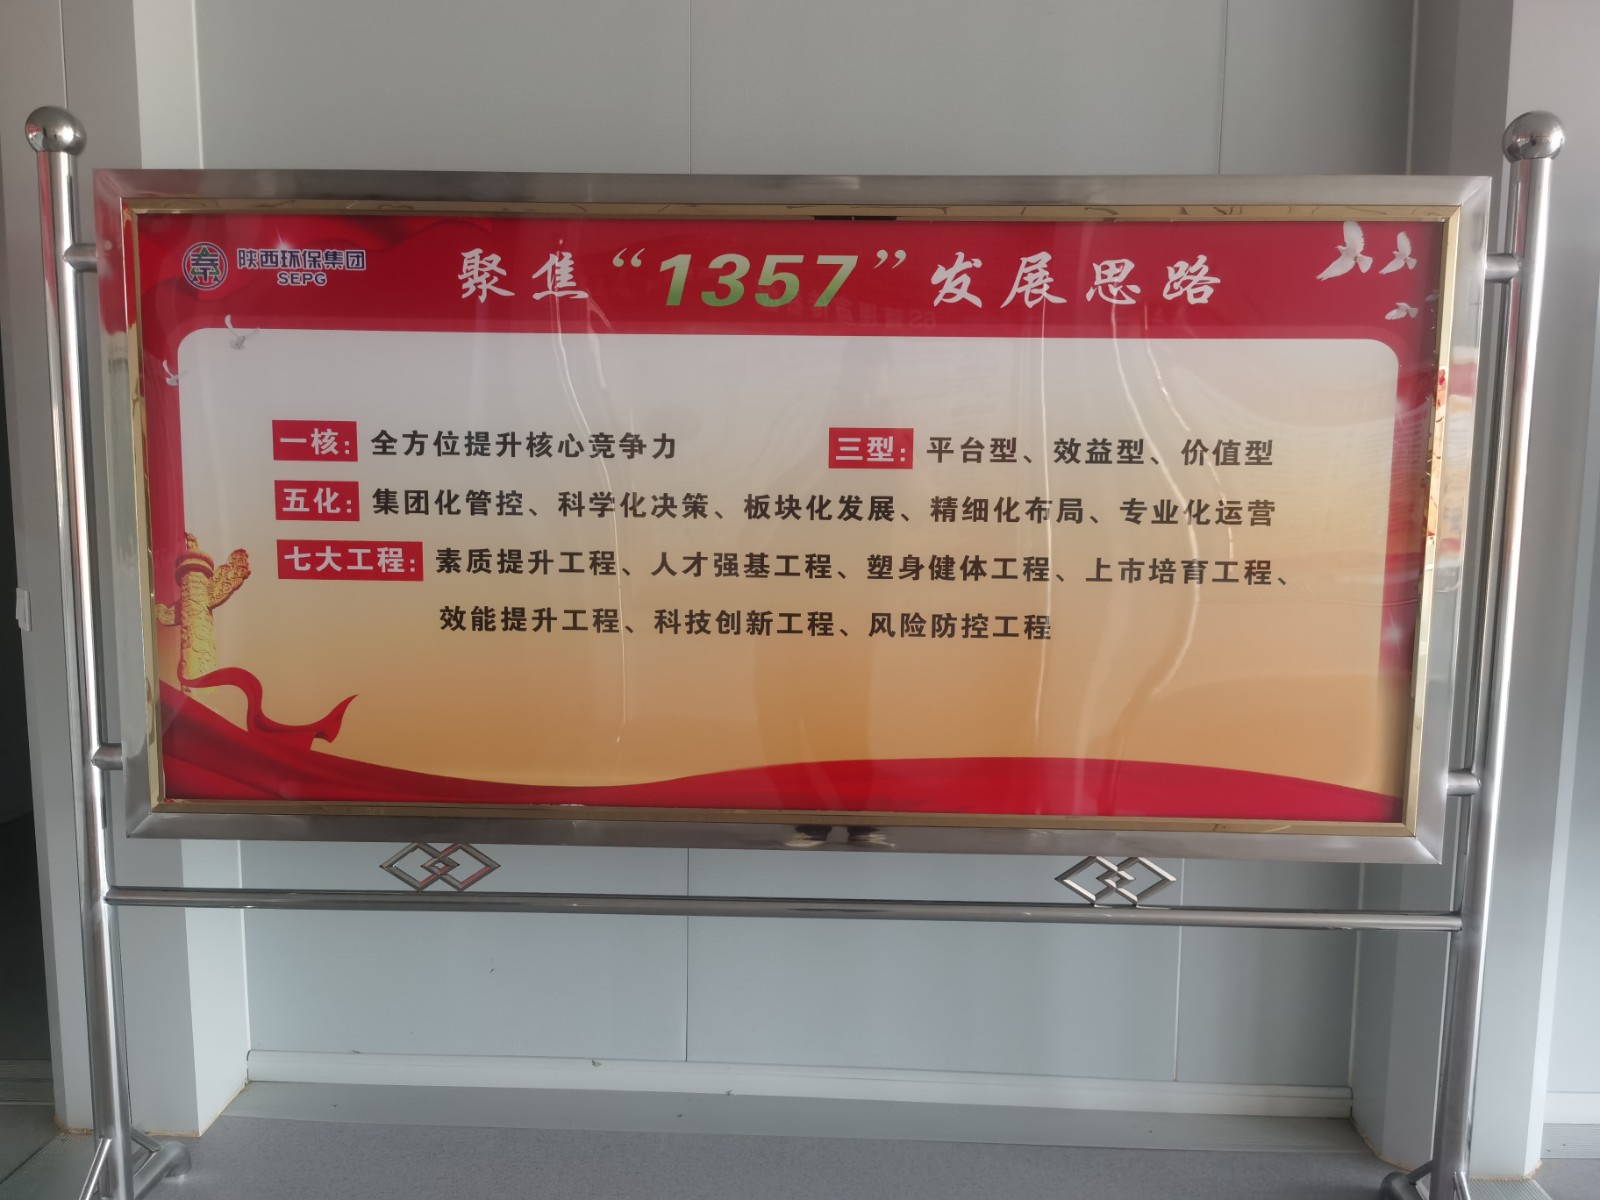 陕西环保集团
SEPG
聚焦“1357”发展思路
一核：全方位提升核心竞争力 三型：平台型、效益型、价值型
五化：集团化管控、科学化决策、板块化发展、精细化布局、专业化运营
七大工程：素质提升工程、人才强基工程、塑身健体工程、上市培育工程、
效能提升工程、科技创新工程、风险防控工程